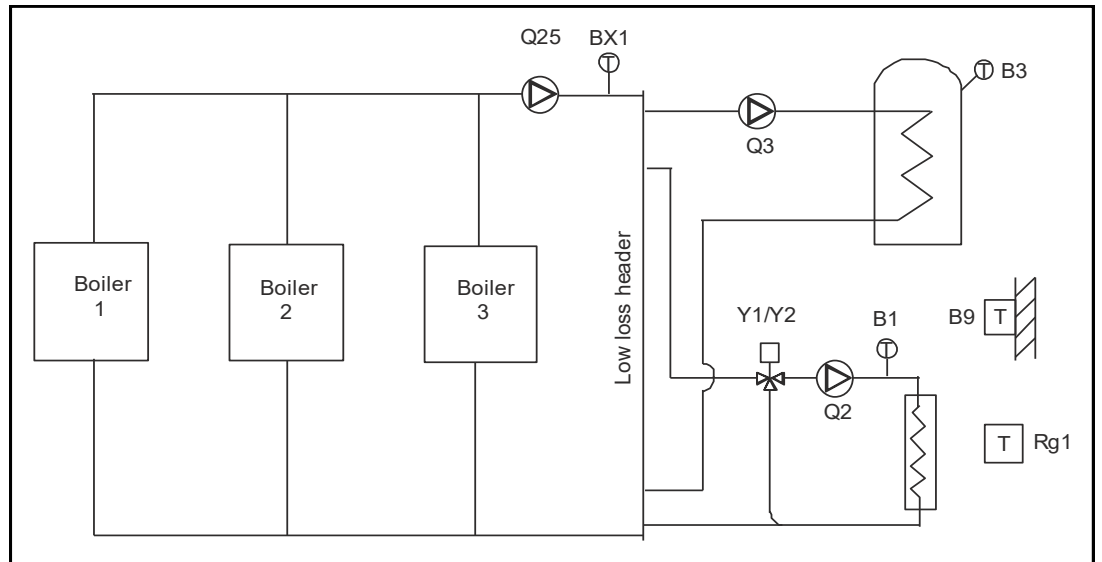 Q25
BX1
T
T
B3
Q3
Low loss header
Boiler
1
Boiler
2
Boiler
3
Y1/Y2
B1
T
Q2
B9
T
T
Rg1